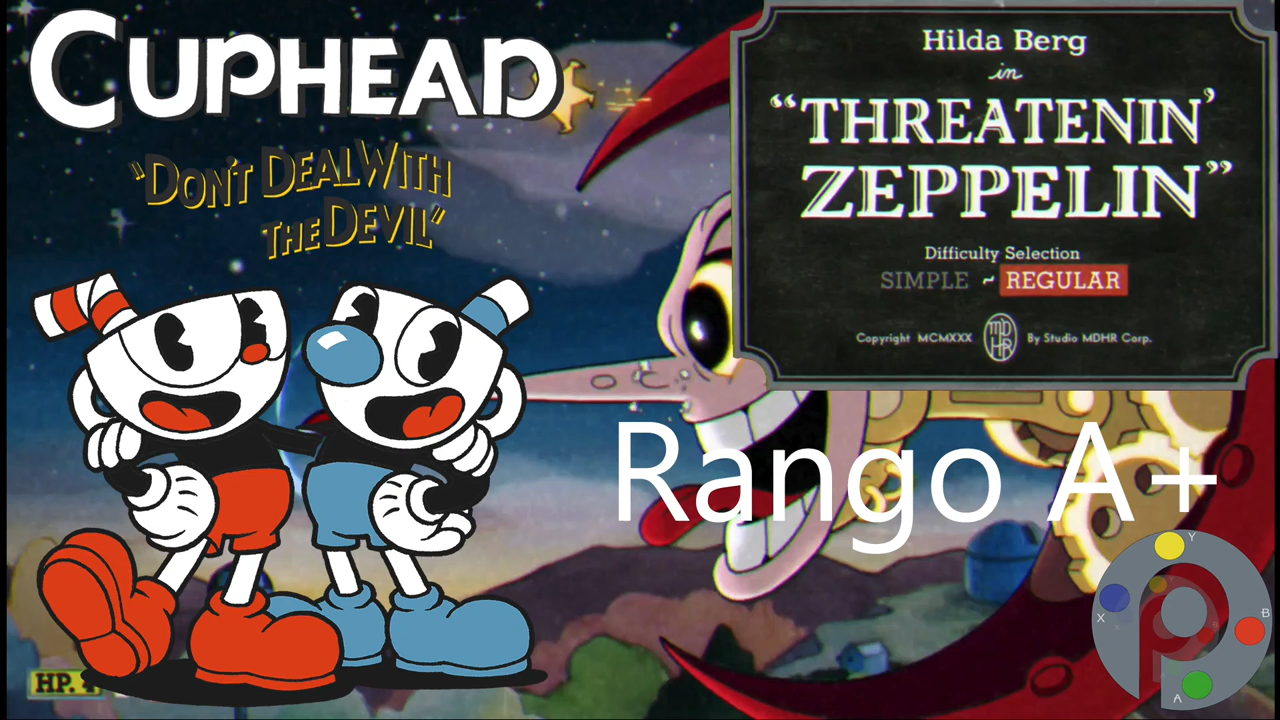 CUPHEAD
"DON'T DEAL WITH
THE DEVIL"
Hilda Berg
in
"THREATENIN'
ZEPPELIN"
Difficulty Selection
SIMPLE ~ REGULAR
Copyright MCMXXX MDHR By Studio MDHR Corp.
Rango A+
Y
X
B
A
HP.